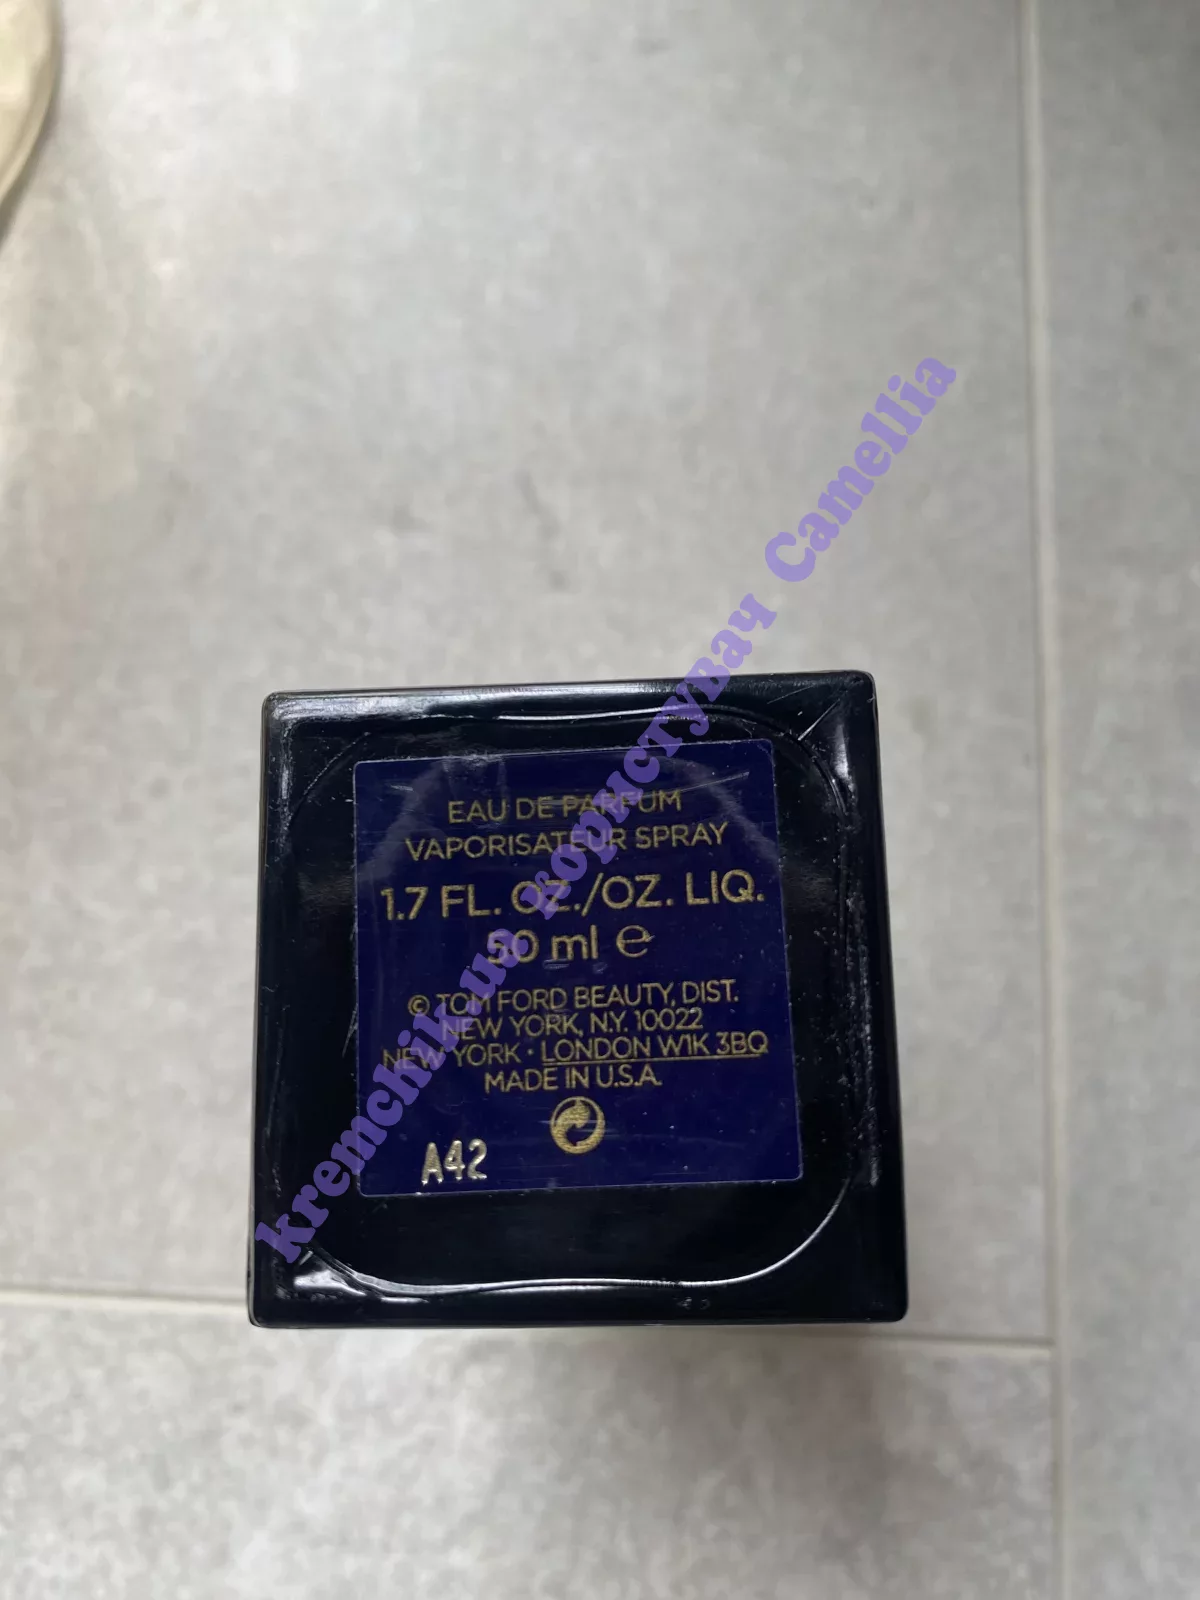 EAU DE PARFUM
VAPORISATEUR SPRAY
1.7 FL. OZ./OZ. LIQ.
50 ml ℮
© TOM FORD BEAUTY, DIST.
NEW YORK, N.Y. 10022
NEW YORK · LONDON W1K 3BQ
MADE IN U.S.A.
A42
kremchik.ua користувач Camellia